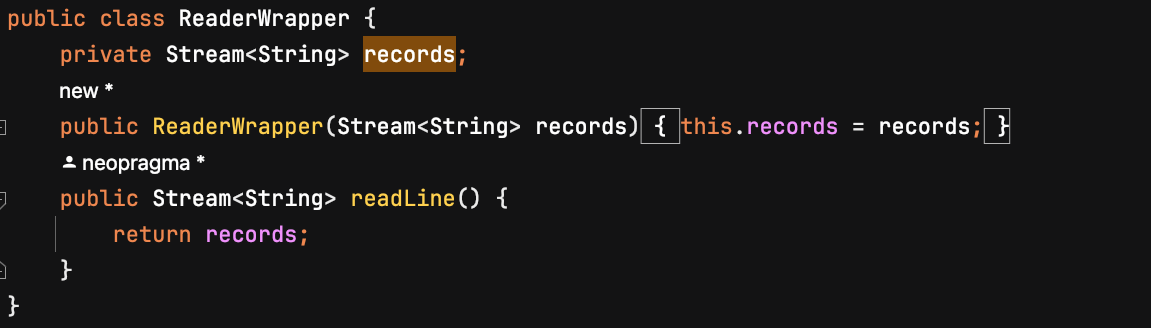 public class ReaderWrapper {
private Stream<String> records;
new *
public ReaderWrapper(Stream<String> records) { this.records = records; }
neopragma *
public Stream<String> readLine() {
return records;
}
}